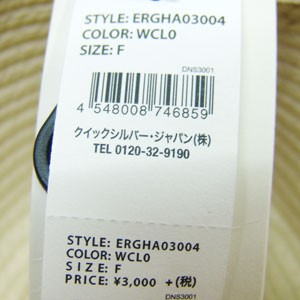 STYLE: ERGHA03004
COLOR: WCL0
SIZE: F
DNS3001
4 548008 746859
クイックシルバー・ジャパン(株)
TEL 0120-32-9190
STYLE: ERGHA03004
COLOR: WCL0
SIZE: F
PRICE: ¥3,000 +(税)
DNS3001